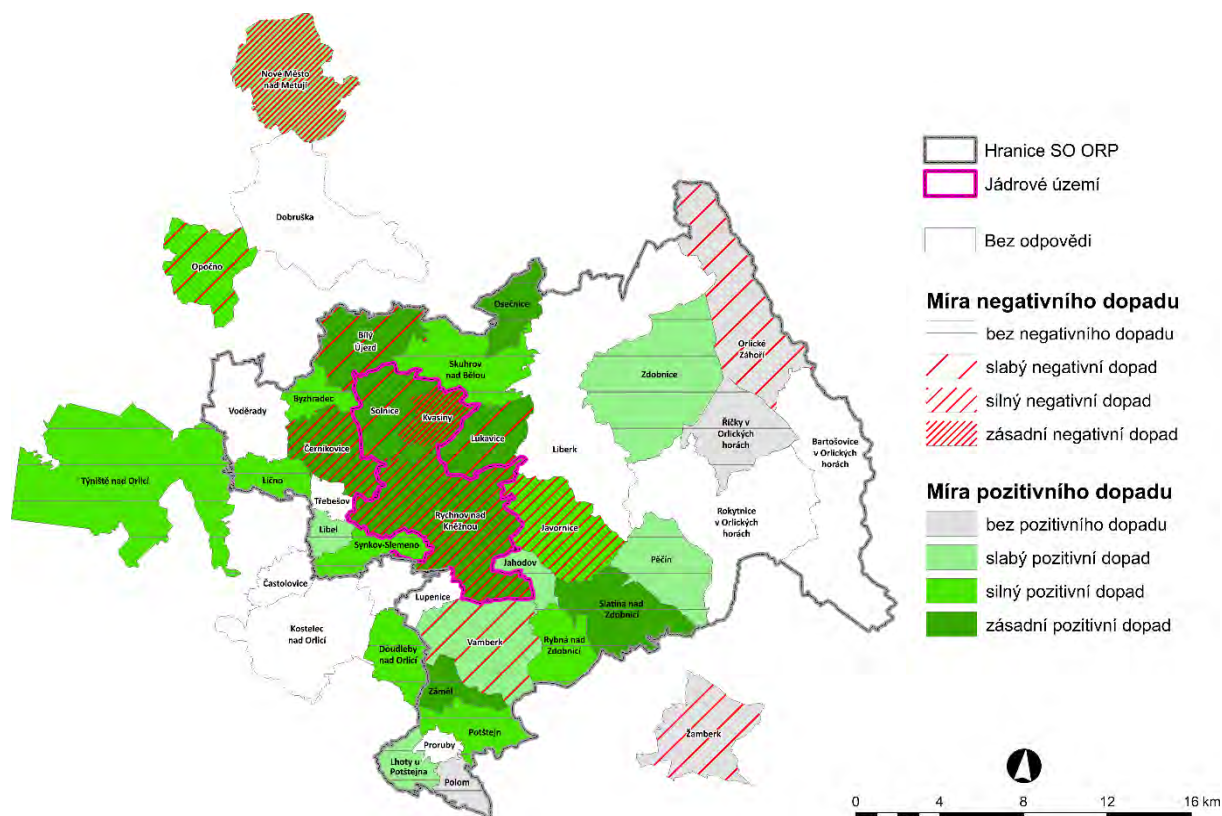 Nové Město
nad Metují
Dobruška
Opočno
Osečnice
Bílý
Újezd
Skuhrov
nad Bělou
Orlické
Záhoří
Zdobnice
Byzhradec
Solnice
Kvasiny
Voděrady
Lukavice
Říčky v
Orlických
horách
Bartošovice
v Orlických
horách
Černíkovice
Liberk
Týniště nad Orlicí
Lično
Třebešov
Rychnov nad
Kněžnou
Javornice
Rokytnice
v Orlických
horách
Libel
Synkov-Slemeno
Jahodov
Pěčín
Častolovice
Lupenice
Slatina nad
Zdobnicí
Kostelec
nad Orlicí
Doudleby
nad Orlicí
Vamberk
Rybná nad
Zdobnicí
Záměl
Potštejn
Žamberk
Proruby
Lhoty u
Potštejna
Polom
Hranice SO ORP
Jádrové území
Bez odpovědi
Míra negativního dopadu
bez negativního dopadu
slabý negativní dopad
silný negativní dopad
zásadní negativní dopad
Míra pozitivního dopadu
bez pozitivního dopadu
slabý pozitivní dopad
silný pozitivní dopad
zásadní pozitivní dopad
0 4 8 12 16 km